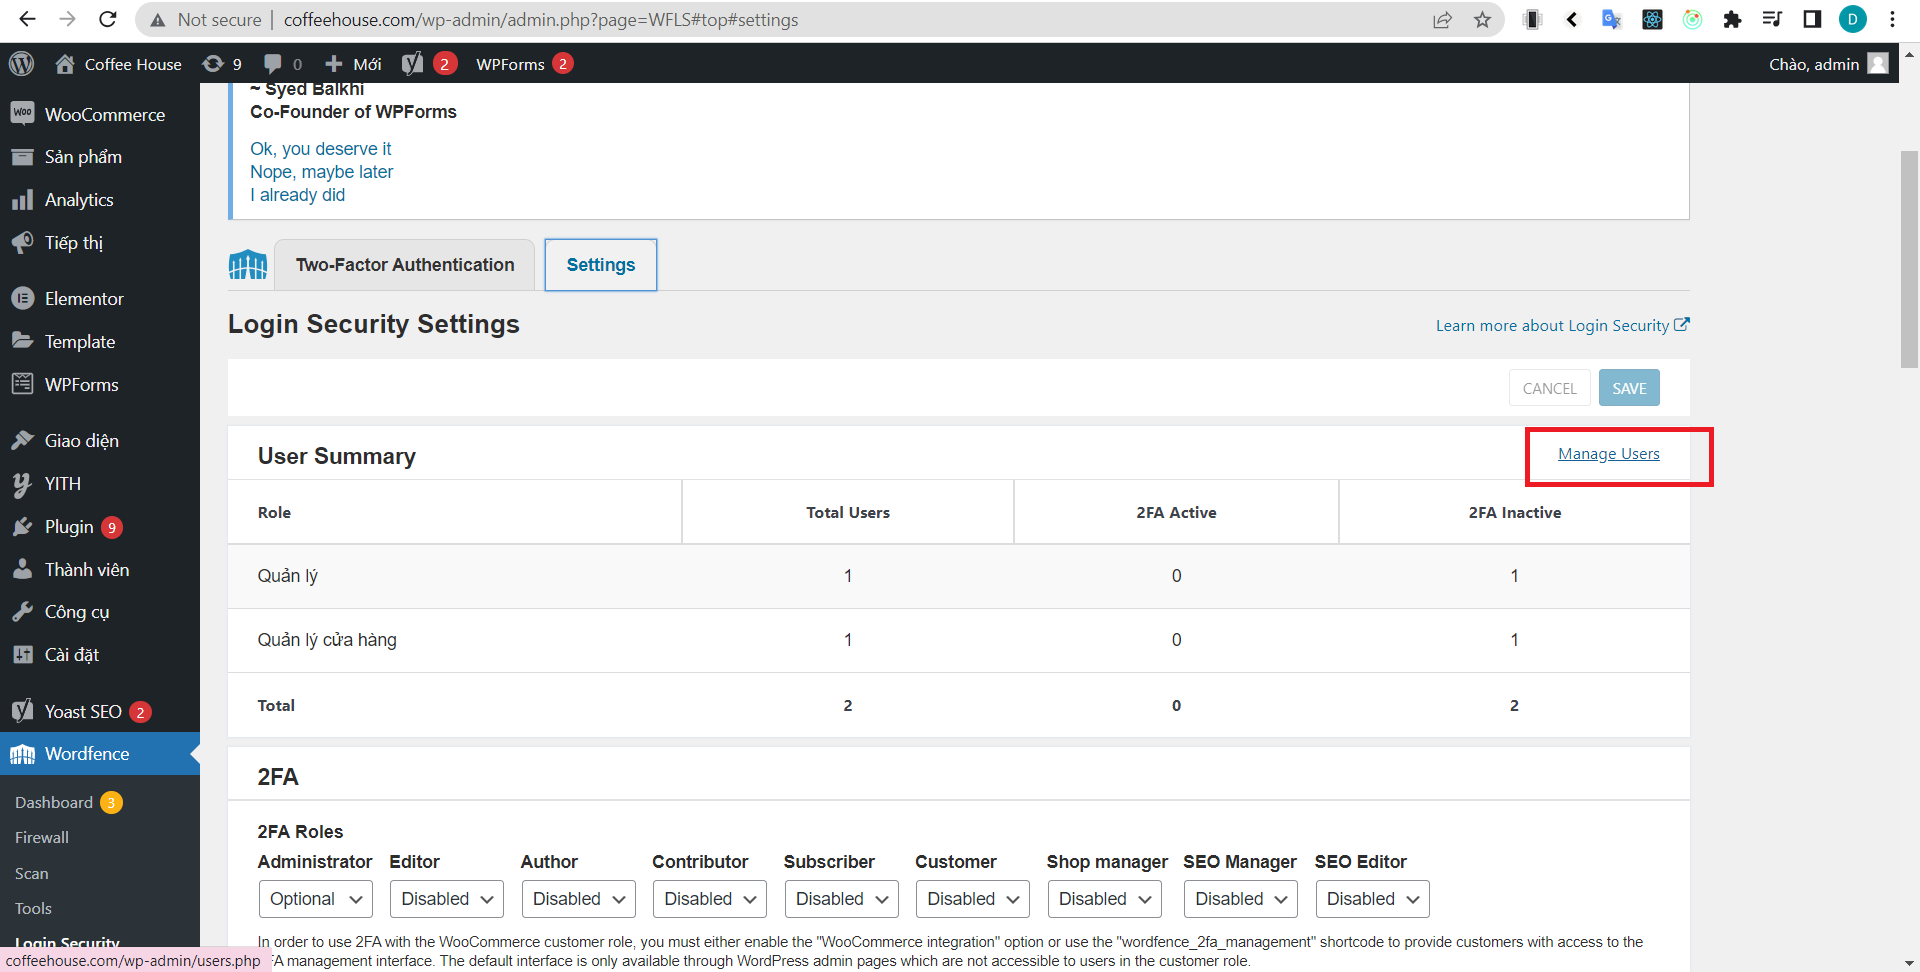 Not secure
coffeehouse.com/wp-admin/admin.php?page=WFLS#top#settings
D
Coffee House
9
0
Mới
2
WPForms 2
Chào, admin
WooCommerce
Sản phẩm
Analytics
Tiếp thị
Elementor
Template
WPForms
Giao diện
YITH
Plugin 9
Thành viên
Công cụ
Cài đặt
Yoast SEO 2
Wordfence
Dashboard 3
Firewall
Scan
Tools
Login Security
coffeehouse.com/wp-admin/users.php
~ Syed Balkhi
Co-Founder of WPForms
Ok, you deserve it
Nope, maybe later
I already did
Two-Factor Authentication
Settings
Login Security Settings
Learn more about Login Security
CANCEL
SAVE
User Summary
Manage Users
Role Total Users 2FA Active 2FA Inactive
Quản lý 1 0 1
Quản lý cửa hàng 1 0 1
Total 2 0 2
2FA
2FA Roles
Administrator Editor Author Contributor Subscriber Customer Shop manager SEO Manager SEO Editor
Optional Disabled Disabled Disabled Disabled Disabled Disabled Disabled Disabled
In order to use 2FA with the WooCommerce customer role, you must either enable the "WooCommerce integration" option or use the "wordfence_2fa_management" shortcode to provide customers with access to the
FA management interface. The default interface is only available through WordPress admin pages which are not accessible to users in the customer role.